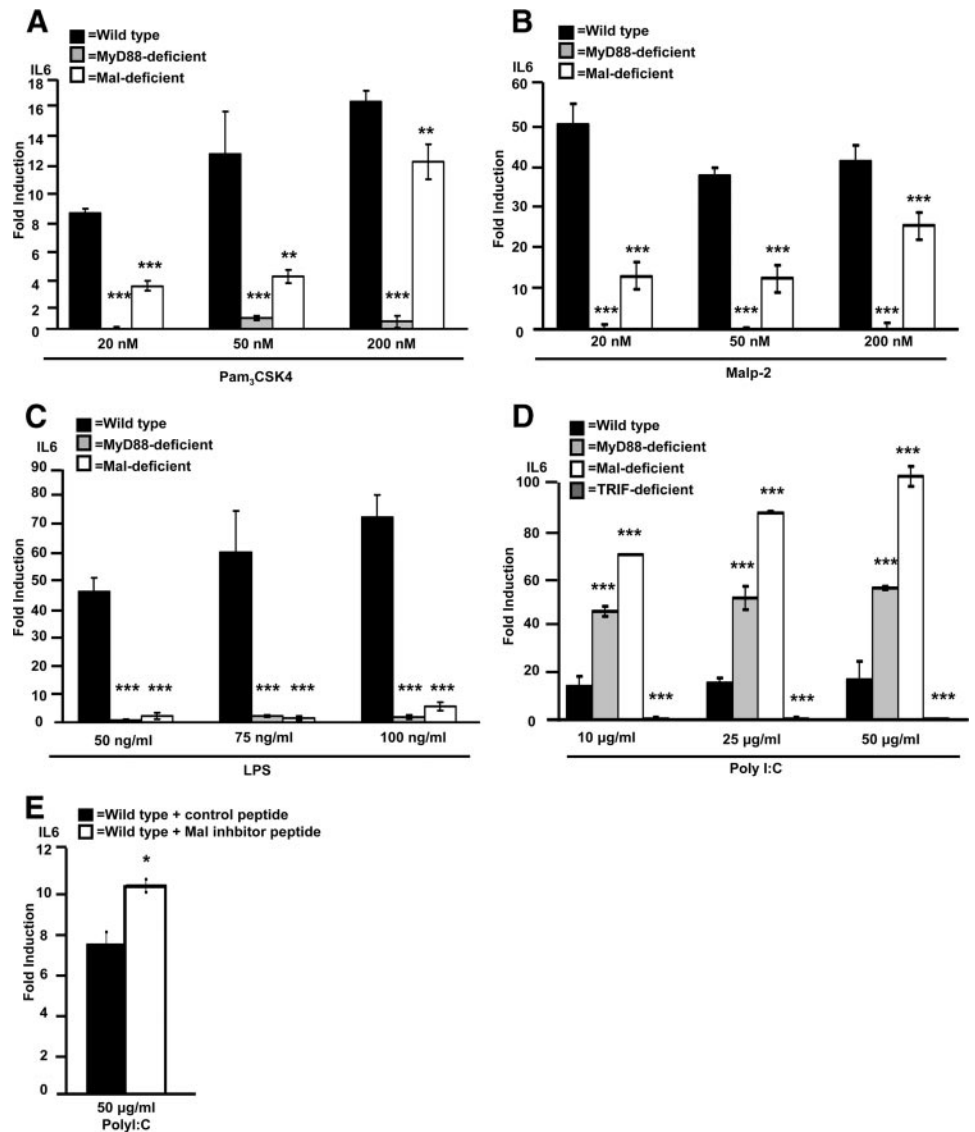 A
=Wild type
=MyD88-deficient
=Mal-deficient
IL6
18
16
14
12
10
8
6
4
2
0
Fold Induction
*** ***
*** **
*** **
20 nM 50 nM 200 nM
Pam₃CSK4
B
=Wild type
=MyD88-deficient
=Mal-deficient
IL6
60
50
40
30
20
10
0
Fold Induction
*** ***
*** ***
*** ***
20 nM 50 nM 200 nM
Malp-2
C
=Wild type
=MyD88-deficient
=Mal-deficient
IL6
90
80
70
60
50
40
30
20
10
0
Fold Induction
*** ***
*** ***
*** ***
50 ng/ml 75 ng/ml 100 ng/ml
LPS
D
=Wild type
=MyD88-deficient
=Mal-deficient
=TRIF-deficient
IL6
100
80
60
40
20
0
Fold Induction
*** *** ***
*** *** ***
*** *** ***
10 µg/ml 25 µg/ml 50 µg/ml
Poly I:C
E
=Wild type + control peptide
=Wild type + Mal inhbitor peptide
IL6
12
10
8
6
4
2
0
Fold Induction
*
50 µg/ml
PolyI:C